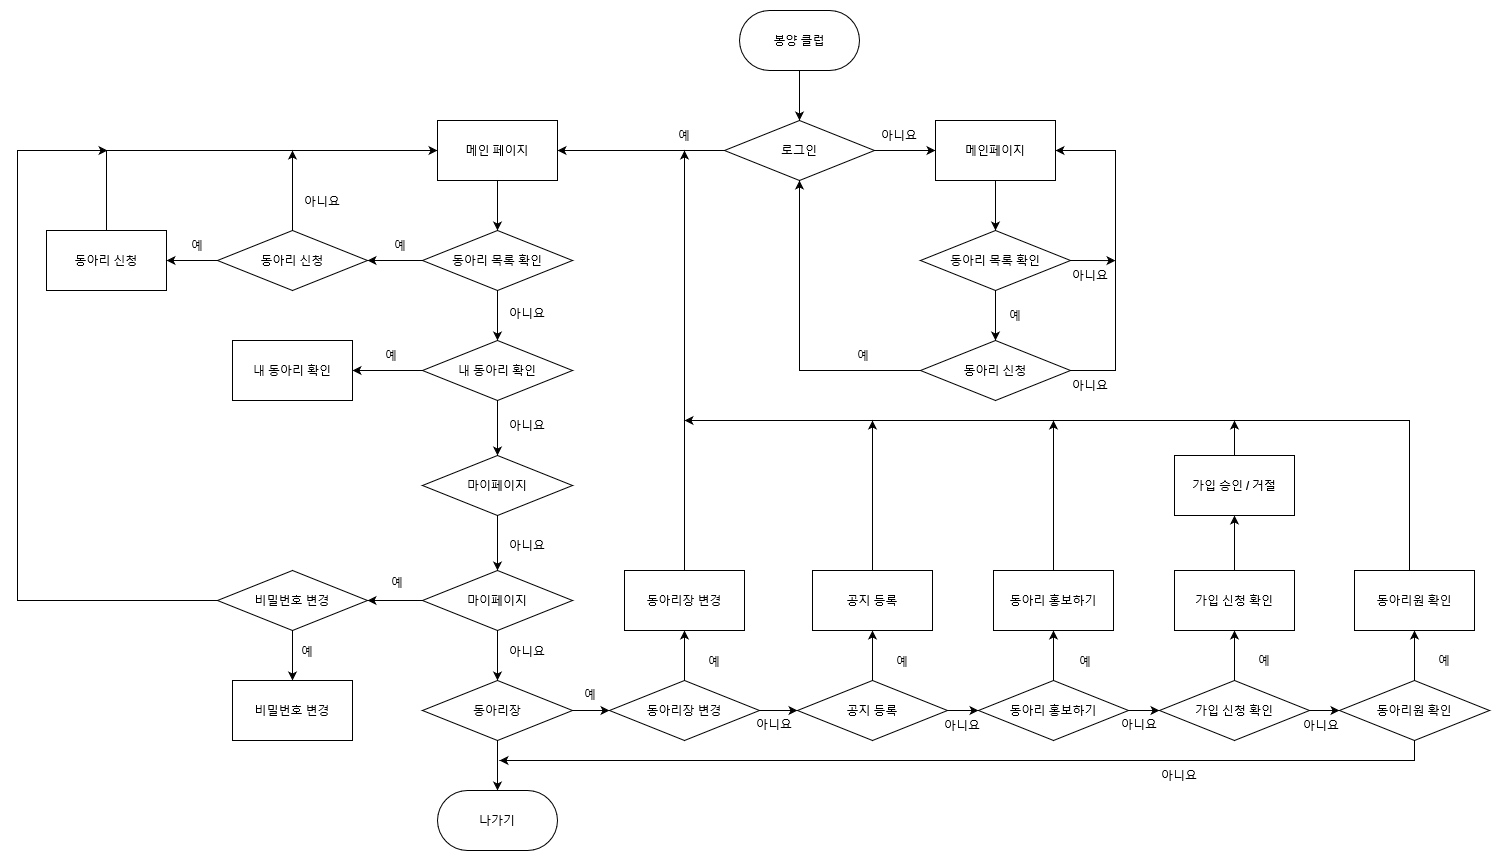 봉양 클럽
메인 페이지
예
로그인
아니요
메인페이지
아니요
동아리 신청
예
동아리 신청
예
동아리 목록 확인
동아리 목록 확인
아니요
아니요
예
내 동아리 확인
예
내 동아리 확인
예
동아리 신청
아니요
아니요
마이페이지
가입 승인 / 거절
아니요
비밀번호 변경
예
마이페이지
동아리장 변경
공지 등록
동아리 홍보하기
가입 신청 확인
동아리원 확인
예
아니요
예
예
예
예
예
비밀번호 변경
동아리장
예
동아리장 변경
아니요
공지 등록
아니요
동아리 홍보하기
아니요
가입 신청 확인
아니요
동아리원 확인
아니요
나가기